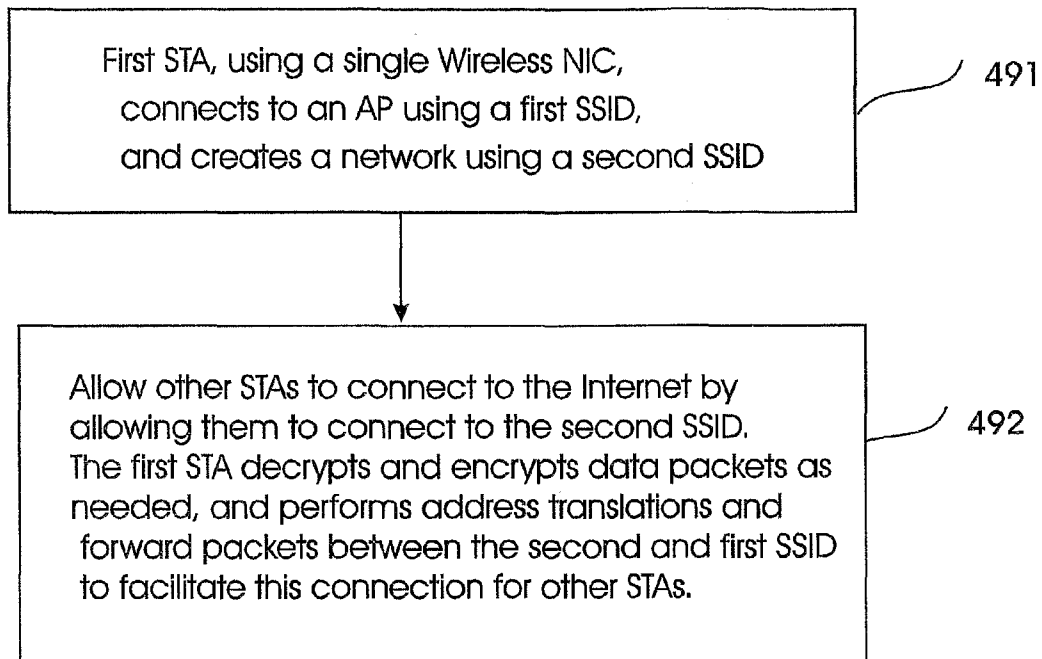 First STA, using a single Wireless NIC,
connects to an AP using a first SSID,
and creates a network using a second SSID
491
Allow other STAs to connect to the Internet by
allowing them to connect to the second SSID.
The first STA decrypts and encrypts data packets as
needed, and performs address translations and
forward packets between the second and first SSID
to facilitate this connection for other STAs.
492